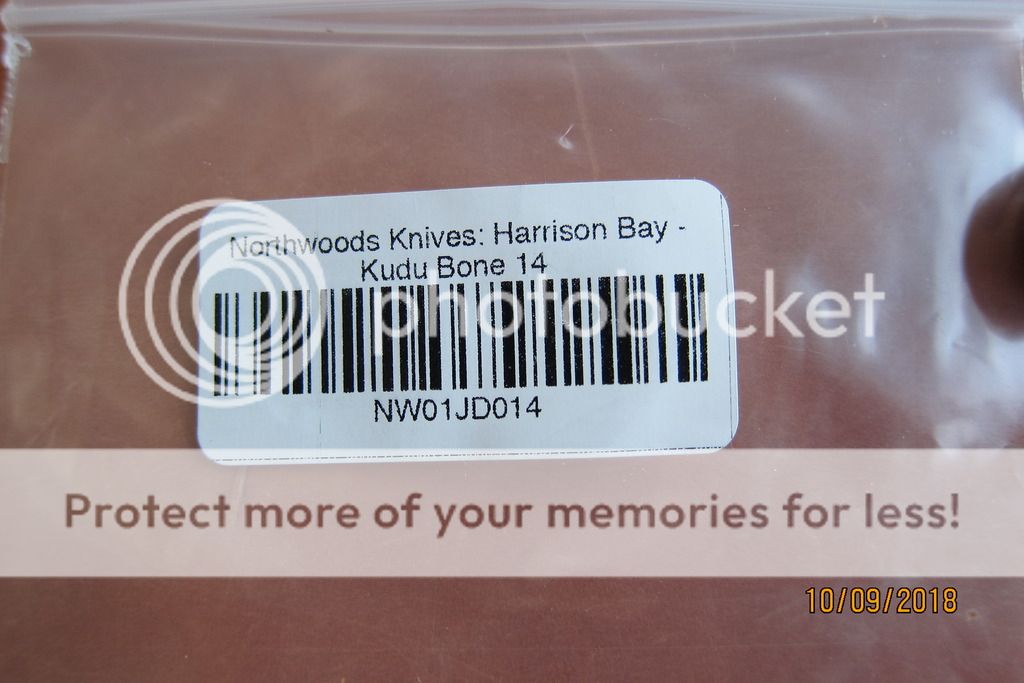 Northwoods Knives: Harrison Bay -
Kudu Bone 14
photobucket
NW01JD014
Protect more of your memories for less!
10/09/2018